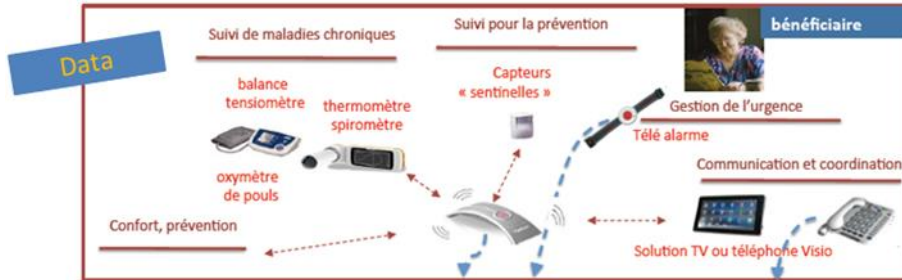 Data
Suivi de maladies chroniques
Suivi pour la prévention
bénéficiaire
balance
tensiomètre
thermomètre
spiromètre
oxymètre
de pouls
Capteurs
« sentinelles »
Gestion de l'urgence
Télé alarme
Communication et coordination
Confort, prévention
Solution TV ou téléphone Visio